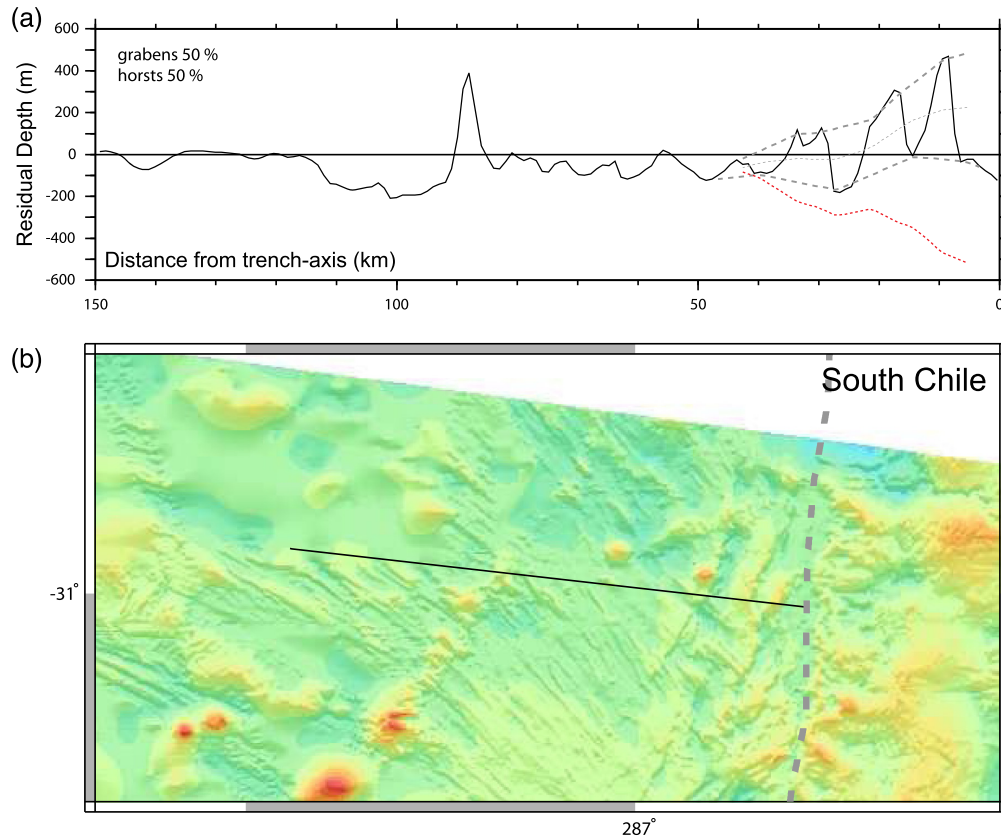 (a)
600
400
200
0
-200
-400
-600
Residual Depth (m)
grabens 50 %
horsts 50 %
Distance from trench-axis (km)
150
100
50
0
(b)
South Chile
-31°
287°